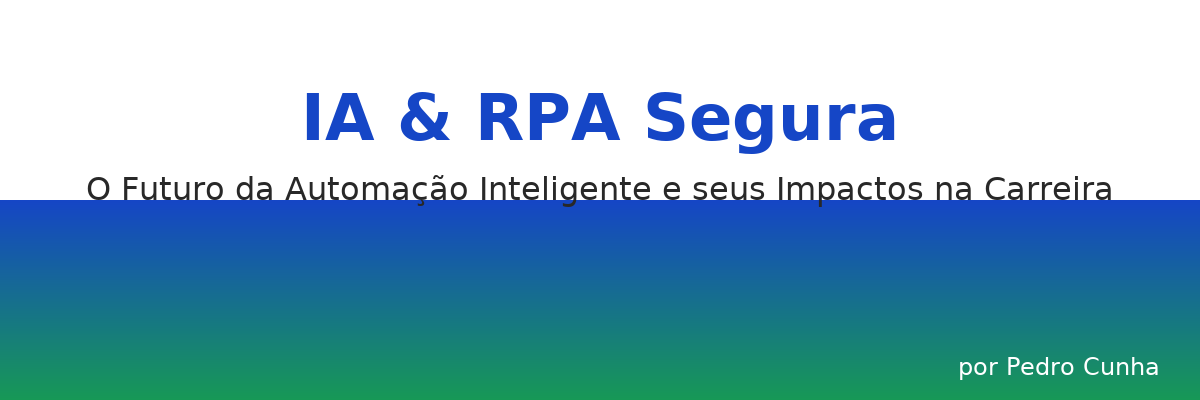 IA & RPA Segura
O Futuro da Automação Inteligente e seus Impactos na Carreira
por Pedro Cunha